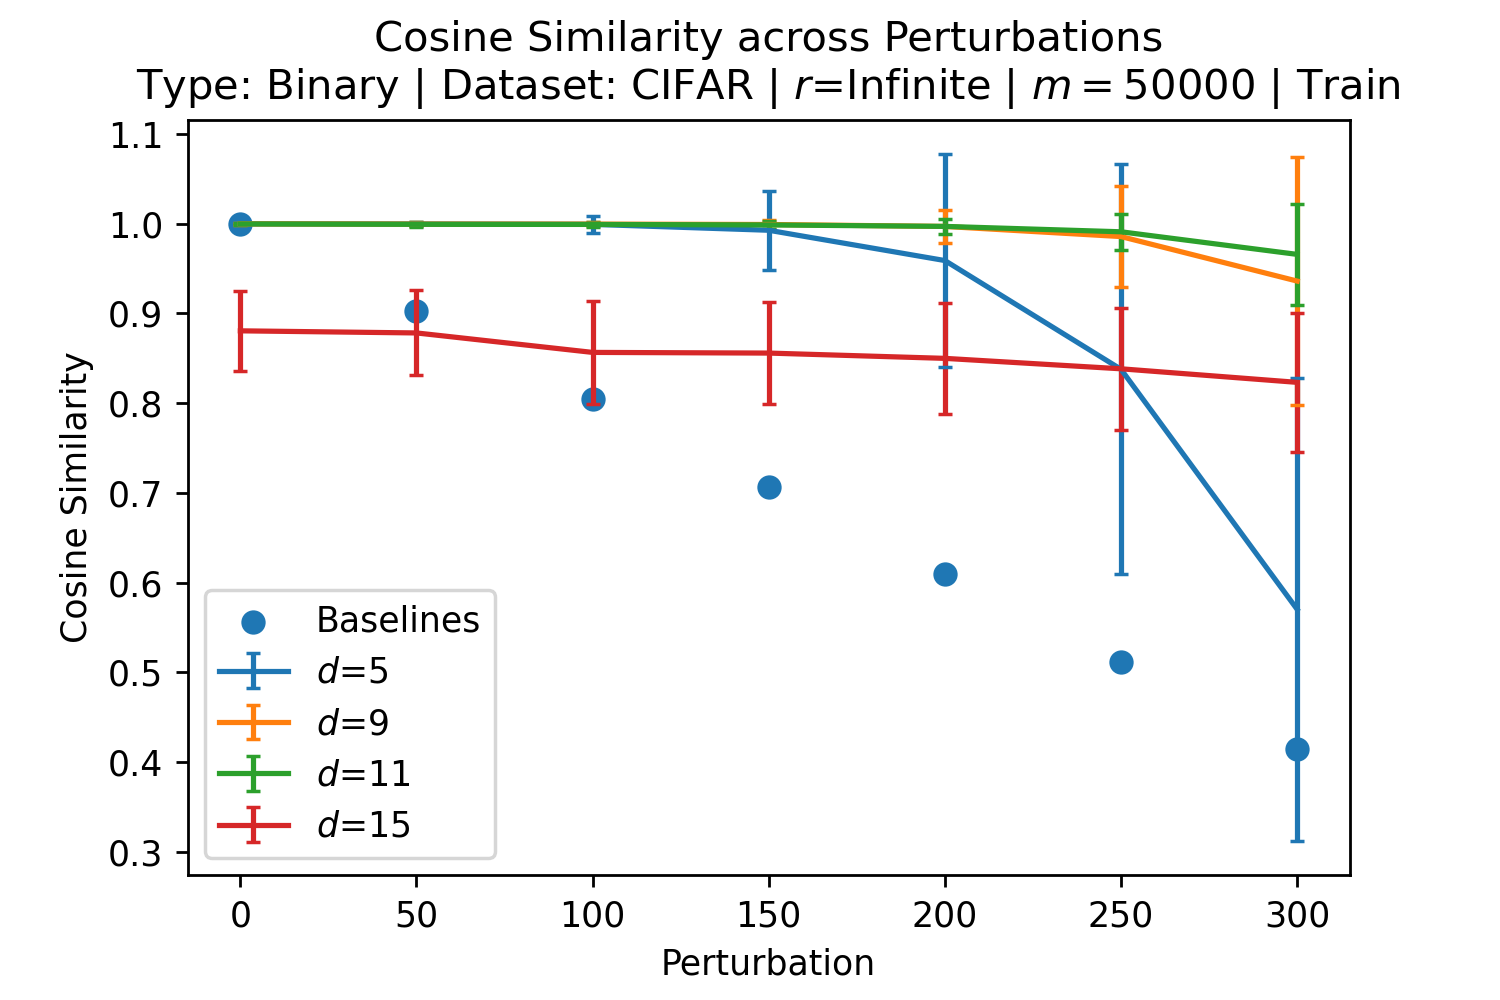 Cosine Similarity across Perturbations
Type: Binary | Dataset: CIFAR | r=Infinite | m = 50000 | Train
1.1
1.0
0.9
0.8
0.7
0.6
0.5
0.4
0.3
Cosine Similarity
Baselines
d=5
d=9
d=11
d=15
0 50 100 150 200 250 300
Perturbation